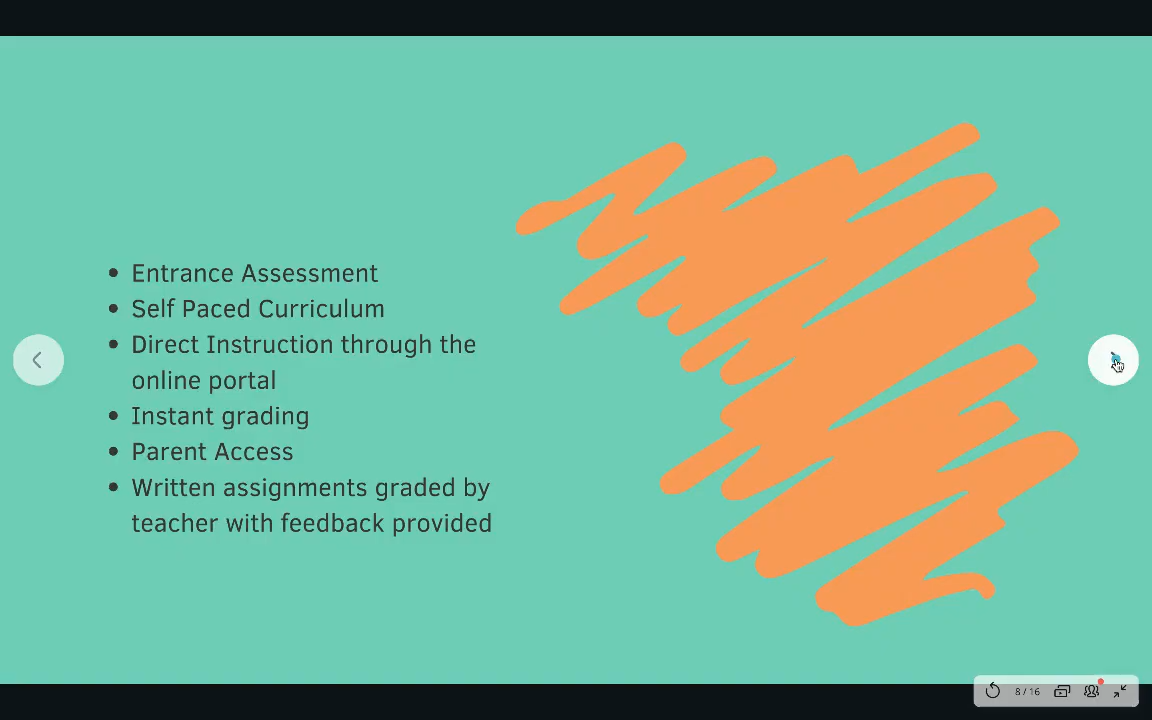 • Entrance Assessment
• Self Paced Curriculum
• Direct Instruction through the
online portal
• Instant grading
• Parent Access
• Written assignments graded by
teacher with feedback provided
8 / 16